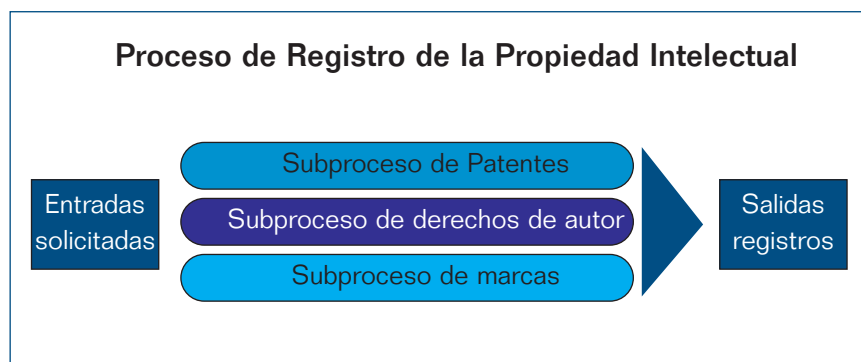 Proceso de Registro de la Propiedad Intelectual
Entradas
solicitadas
Subproceso de Patentes
Subproceso de derechos de autor
Subproceso de marcas
Salidas
registros